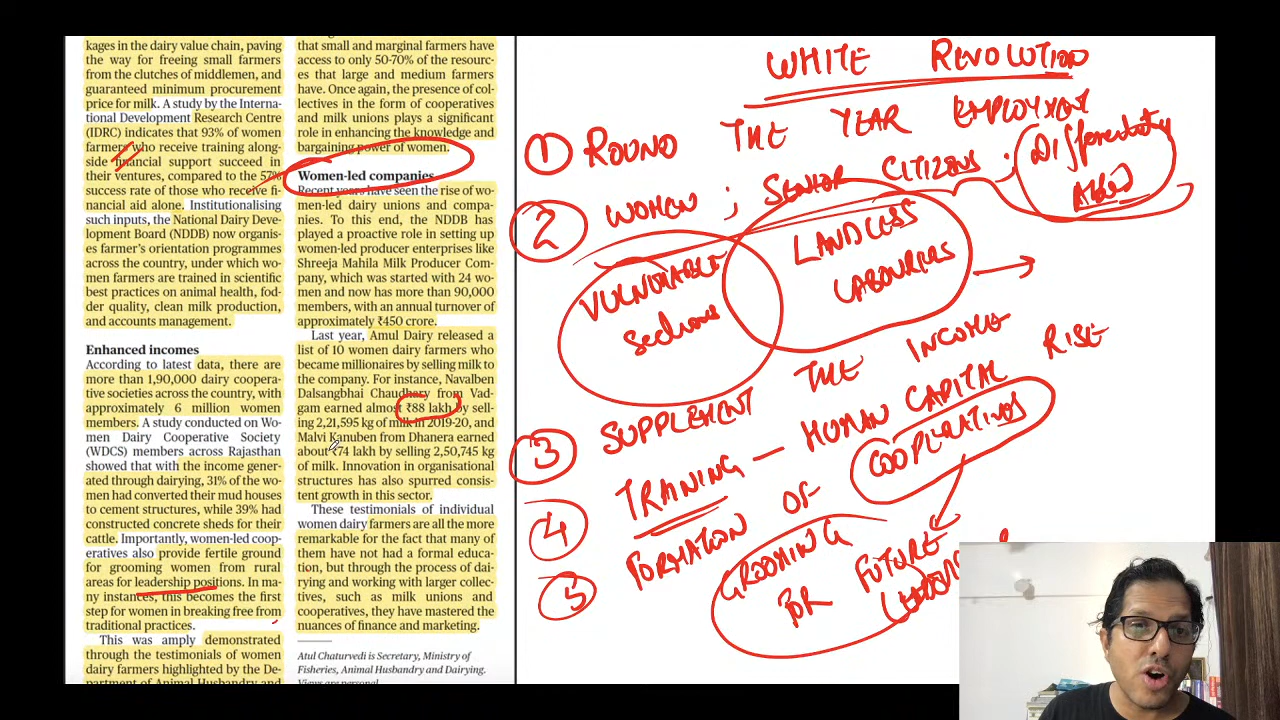 kages in the dairy value chain, paving
the way for freeing small farmers
from the clutches of middlemen, and
guaranteed minimum procurement
price for milk. A study by the Interna-
tional Development Research Centre
(IDRC) indicates that 93% of women
farmers who receive training along-
side financial support succeed in
their ventures, compared to the 57%
success rate of those who receive fi-
nancial aid alone. Institutionalising
such inputs, the National Dairy Deve-
lopment Board (NDDB) now organis-
es farmer's orientation programmes
across the country, under which wo-
men farmers are trained in scientific
best practices on animal health, fod-
der quality, clean milk production,
and accounts management.
Enhanced incomes
According to latest data, there are
more than 1,90,000 dairy coopera-
tive societies across the country, with
approximately 6 million women
members. A study conducted on Wo-
men Dairy Cooperative Society
(WDCS) members across Rajasthan
showed that with the income gener-
ated through dairying, 31% of the wo-
men had converted their mud houses
to cement structures, while 39% had
constructed concrete sheds for their
cattle. Importantly, women-led coop-
eratives also provide fertile ground
for grooming women from rural
areas for leadership positions. In ma-
ny instances, this becomes the first
step for women in breaking free from
traditional practices.
This was amply demonstrated
through the testimonials of women
dairy farmers highlighted by the De-
partment of Animal Husbandry and
that small and marginal farmers have
access to only 50-70% of the resourc-
es that large and medium farmers
have. Once again, the presence of col-
lectives in the form of cooperatives
and milk unions plays a significant
role in enhancing the knowledge and
bargaining power of women.
Women-led companies
Recent years have seen the rise of wo-
men-led dairy unions and compa-
nies. To this end, the NDDB has
played a proactive role in setting up
women-led producer enterprises like
Shreeja Mahila Milk Producer Com-
pany, which was started with 24 wo-
men and now has more than 90,000
members, with an annual turnover of
approximately ₹450 crore.
Last year, Amul Dairy released a
list of 10 women dairy farmers who
became millionaires by selling milk to
the company. For instance, Navalben
Dalsangbhai Chaudhery from Vad-
gam earned almost ₹88 lakh by sell-
ing 2,21,595 kg of milk in 2019-20, and
Malvi Kanuben from Dhanera earned
about ₹74 lakh by selling 2,50,745 kg
of milk. Innovation in organisational
structures has also spurred consis-
tent growth in this sector.
These testimonials of individual
women dairy farmers are all the more
remarkable for the fact that many of
them have not had a formal educa-
tion, but through the process of dai-
rying and working with larger collec-
tives, such as milk unions and
cooperatives, they have mastered the
nuances of finance and marketing.
Atul Chaturvedi is Secretary, Ministry of
Fisheries, Animal Husbandry and Dairying.
Views are personal
WHITE REVOLUTION
1 ROUND THE YEAR EMPLOYMENT
2 WOMEN ; SENIOR CITIZENS ; Differently
Abled
VULNERABLE
Sections
LANDLESS
LABOURERS
3 SUPPLEMENT THE INCOME
4 TRAINING - HUMAN CAPITAL RISE
5 FORMATION OF COOPERATIVES
GROOMING
FOR FUTURE
LEADERS